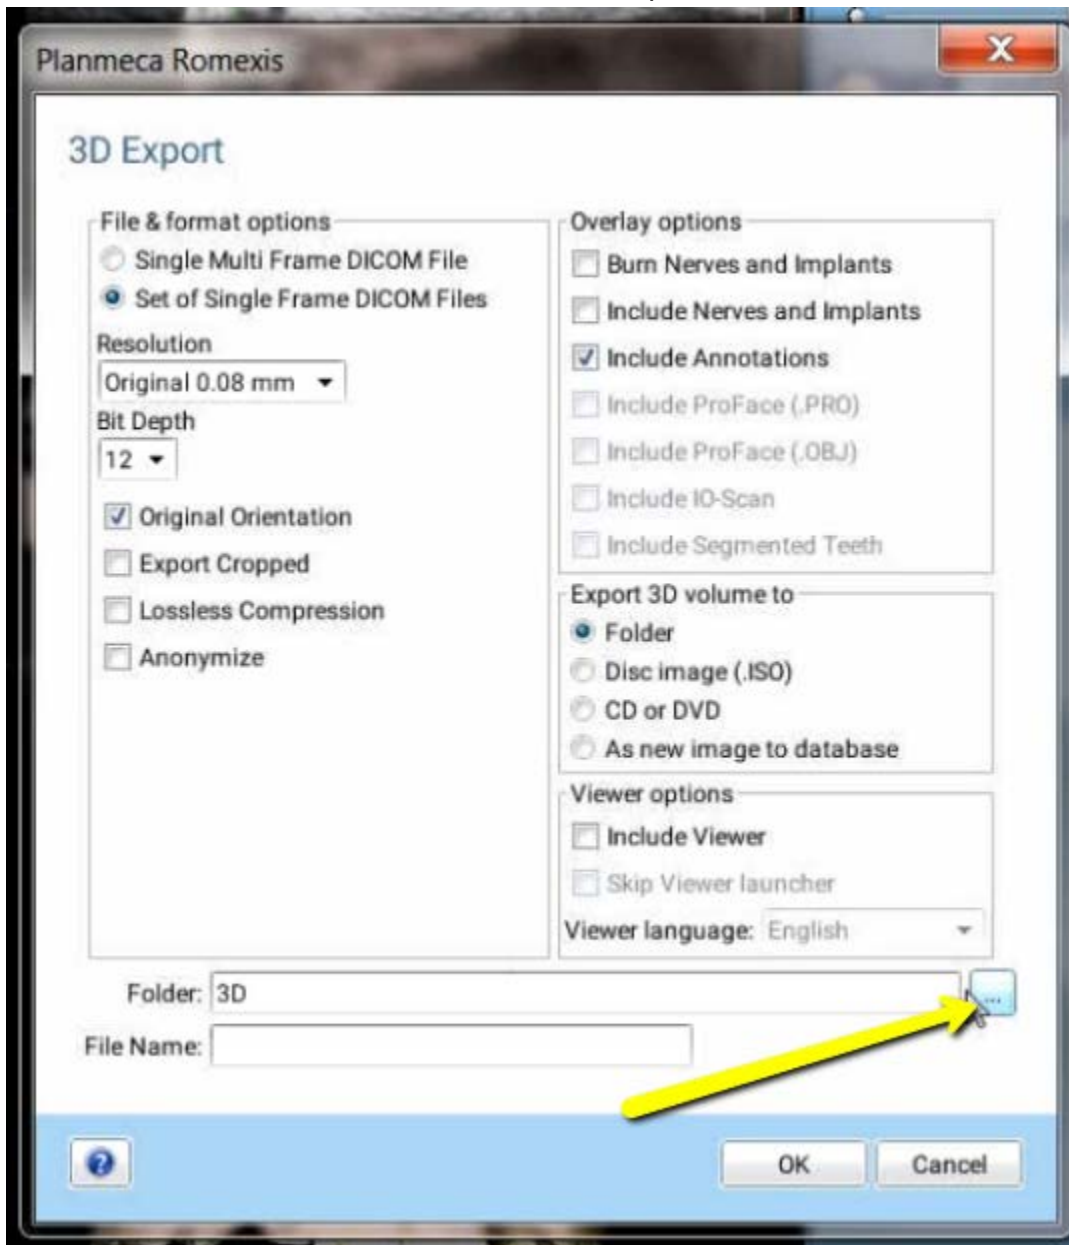 Planmeca Romexis
X
3D Export
File & format options
Single Multi Frame DICOM File
Set of Single Frame DICOM Files
Resolution
Original 0.08 mm
Bit Depth
12
Original Orientation
Export Cropped
Lossless Compression
Anonymize
Overlay options
Burn Nerves and Implants
Include Nerves and Implants
Include Annotations
Include ProFace (.PRO)
Include ProFace (.OBJ)
Include IO-Scan
Include Segmented Teeth
Export 3D volume to
Folder
Disc image (.ISO)
CD or DVD
As new image to database
Viewer options
Include Viewer
Skip Viewer launcher
Viewer language: English
Folder: 3D
...
File Name:
?
OK
Cancel